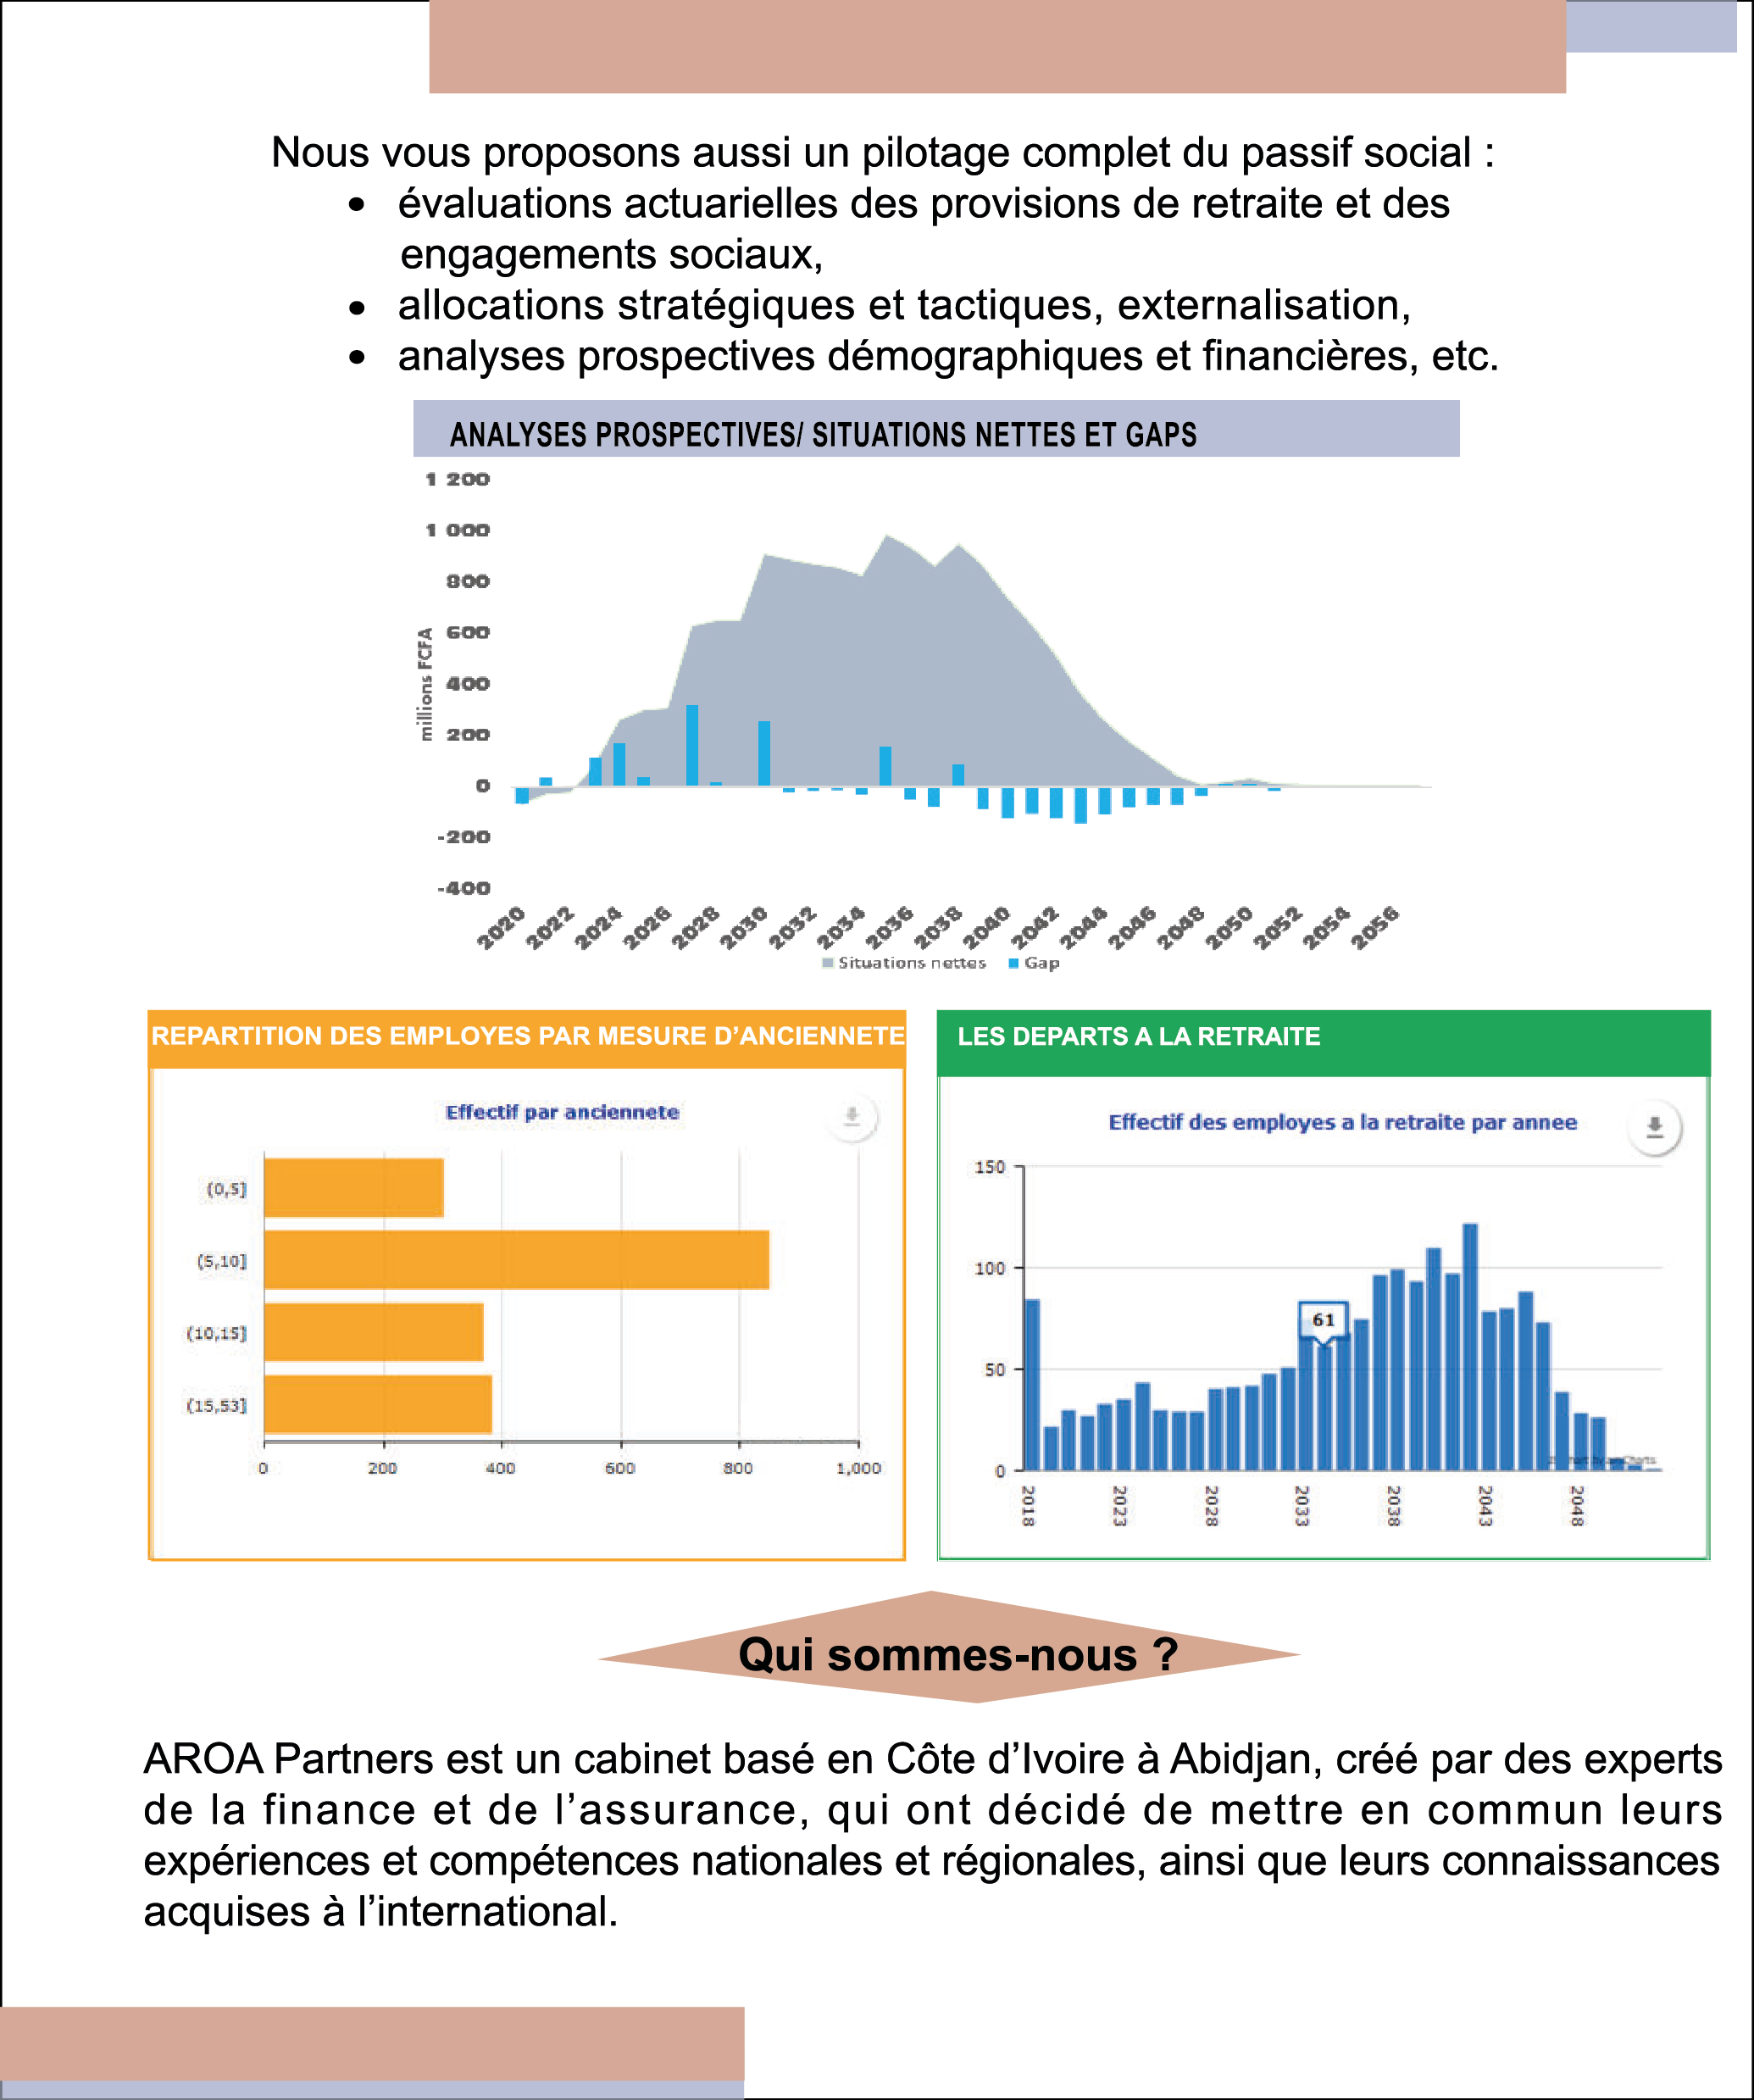 Nous vous proposons aussi un pilotage complet du passif social :
• évaluations actuarielles des provisions de retraite et des
engagements sociaux,
• allocations stratégiques et tactiques, externalisation,
• analyses prospectives démographiques et financières, etc.
ANALYSES PROSPECTIVES/ SITUATIONS NETTES ET GAPS
1 200
1 000
800
600
400
200
0
-200
-400
millions FCFA
2020 2022 2024 2026 2028 2030 2032 2034 2036 2038 2040 2042 2044 2046 2048 2050 2052 2054 2056
Situations nettes Gap
REPARTITION DES EMPLOYES PAR MESURE D’ANCIENNETE
Effectif par anciennete
(0,5]
(5,10]
(10,15]
(15,53]
0 200 400 600 800 1,000
LES DEPARTS A LA RETRAITE
Effectif des employes a la retraite par annee
150
100
50
0
61
2018 2023 2028 2033 2038 2043 2048
Qui sommes-nous ?
AROA Partners est un cabinet basé en Côte d’Ivoire à Abidjan, créé par des experts
de la finance et de l’assurance, qui ont décidé de mettre en commun leurs
expériences et compétences nationales et régionales, ainsi que leurs connaissances
acquises à l’international.